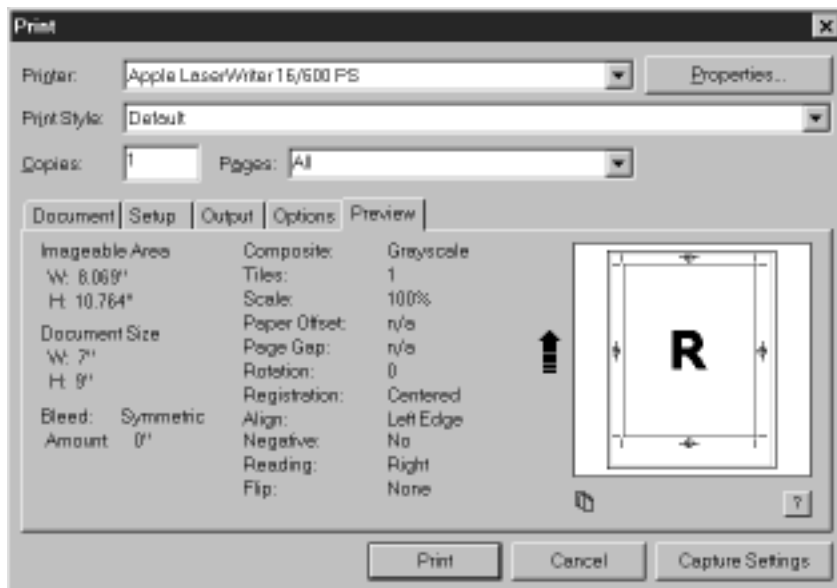 Print
Printer: Apple LaserWriter 16/600 PS Properties...
Print Style: Default
Copies: 1 Pages: All
Document Setup Output Options Preview
Imageable Area
W: 8.069"
H: 10.764"
Document Size
W: 7"
H: 9"
Bleed: Symmetric
Amount 0"
Composite: Grayscale
Tiles: 1
Scale: 100%
Paper Offset: n/a
Page Gap: n/a
Rotation: 0
Registration: Centered
Align: Left Edge
Negative: No
Reading: Right
Flip: None
R
?
Print Cancel Capture Settings